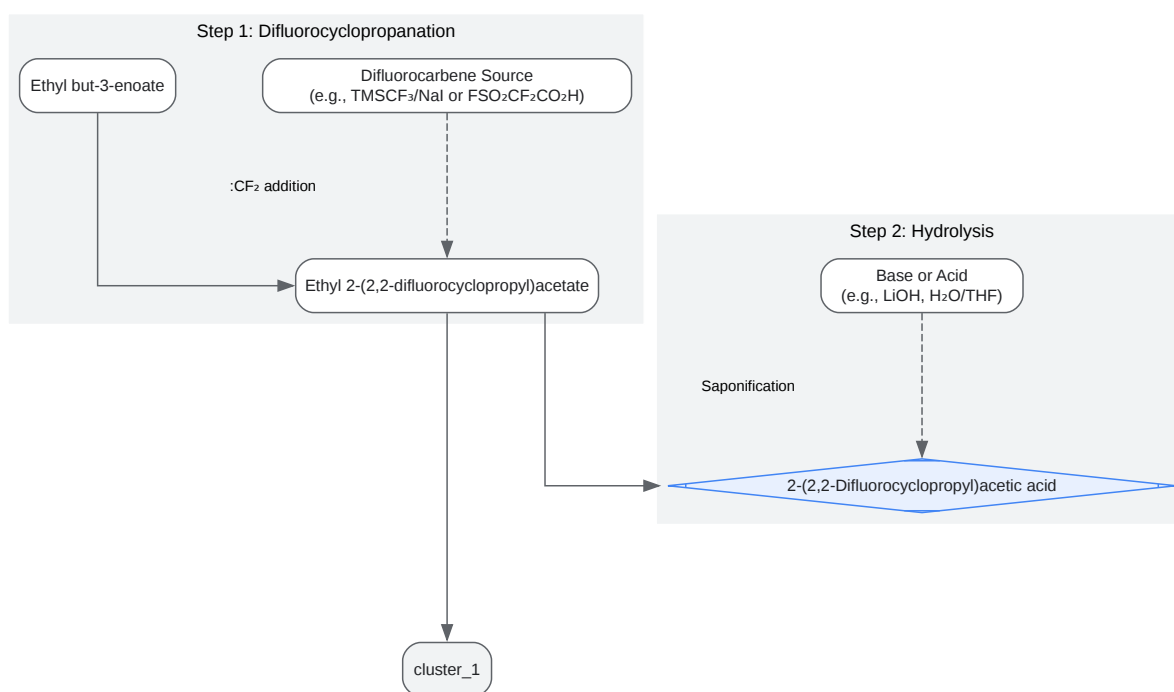 Step 1: Difluorocyclopropanation
Ethyl but-3-enoate
Difluorocarbene Source
(e.g., TMSCF₃/NaI or FSO₂CF₂CO₂H)
:CF₂ addition
Ethyl 2-(2,2-difluorocyclopropyl)acetate
Step 2: Hydrolysis
Base or Acid
(e.g., LiOH, H₂O/THF)
Saponification
2-(2,2-Difluorocyclopropyl)acetic acid
cluster_1